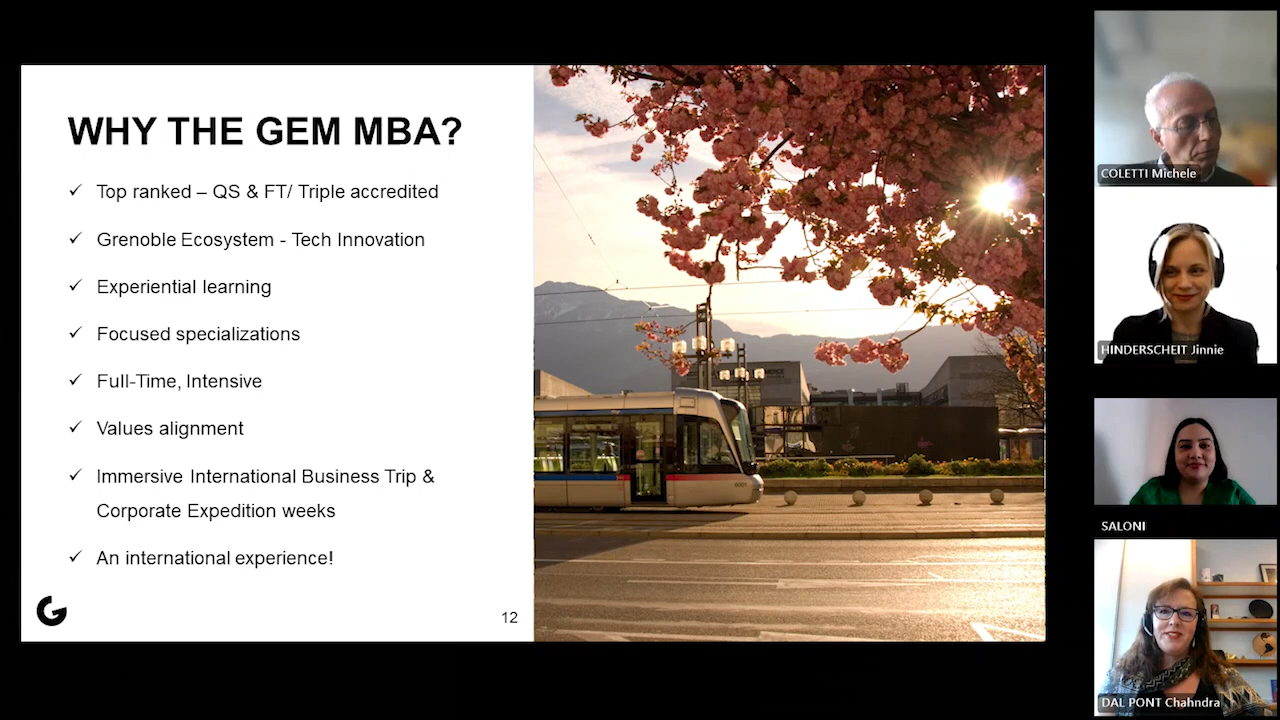 WHY THE GEM MBA?
✓ Top ranked – QS & FT/ Triple accredited
✓ Grenoble Ecosystem - Tech Innovation
✓ Experiential learning
✓ Focused specializations
✓ Full-Time, Intensive
✓ Values alignment
✓ Immersive International Business Trip &
Corporate Expedition weeks
✓ An international experience!
12
COLETTI Michele
HINDERSCHEIT Jinnie
SALONI
DAL PONT Chahndra